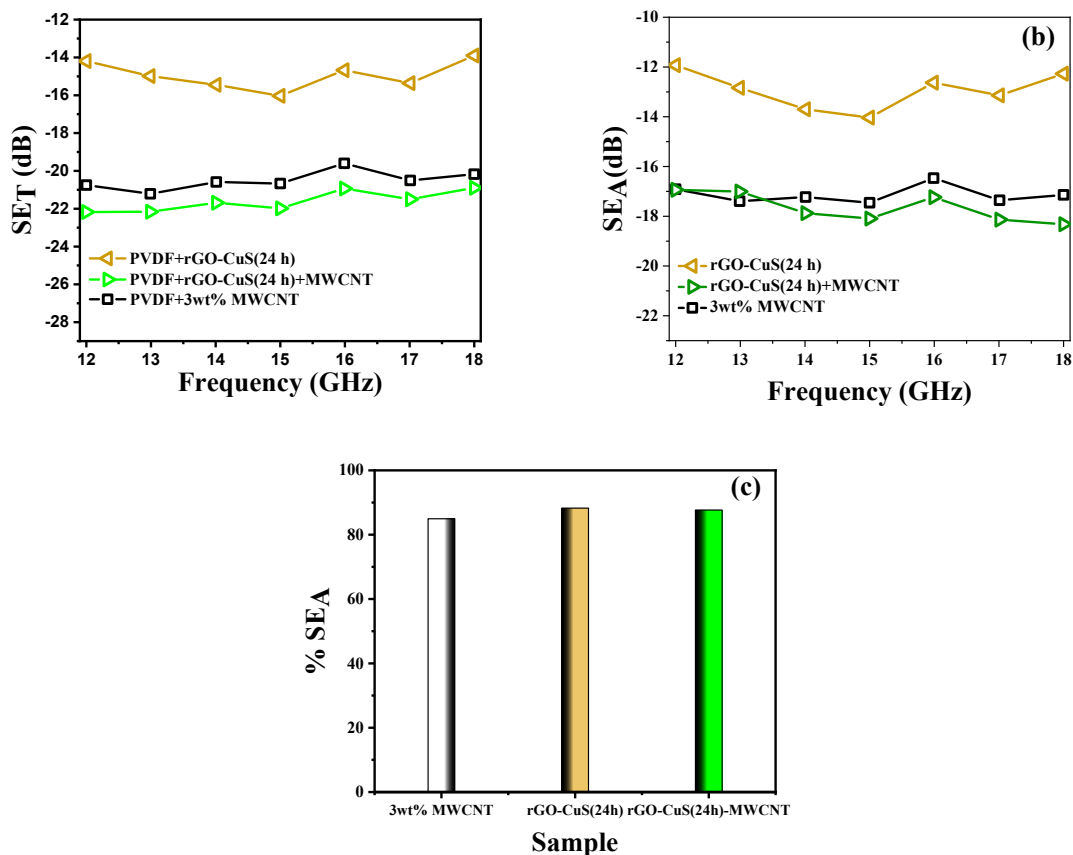 -12
-14
-16
-18
-20
-22
-24
-26
-28
SET (dB)
PVDF+rGO-CuS(24 h)
PVDF+rGO-CuS(24 h)+MWCNT
PVDF+3wt% MWCNT
12 13 14 15 16 17 18
Frequency (GHz)
(b)
-10
-12
-14
-16
-18
-20
-22
SEA(dB)
rGO-CuS(24 h)
rGO-CuS(24 h)+MWCNT
3wt% MWCNT
12 13 14 15 16 17 18
Frequency (GHz)
(c)
100
80
60
40
20
0
% SEA
3wt% MWCNT rGO-CuS(24h) rGO-CuS(24h)-MWCNT
Sample